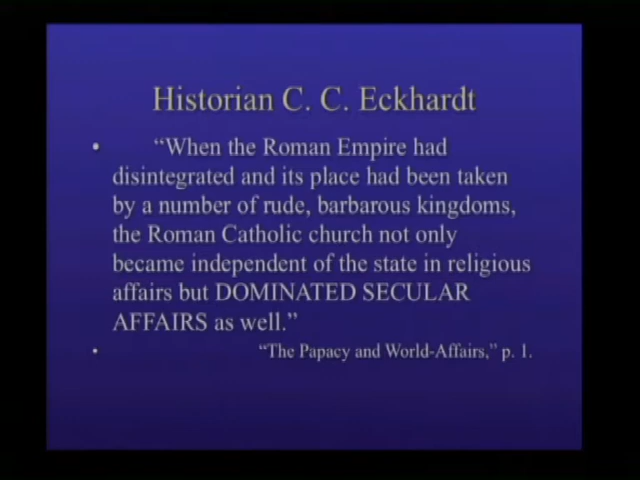 Historian C. C. Eckhardt
• “When the Roman Empire had
disintegrated and its place had been taken
by a number of rude, barbarous kingdoms,
the Roman Catholic church not only
became independent of the state in religious
affairs but DOMINATED SECULAR
AFFAIRS as well.”
• “The Papacy and World-Affairs,” p. 1.